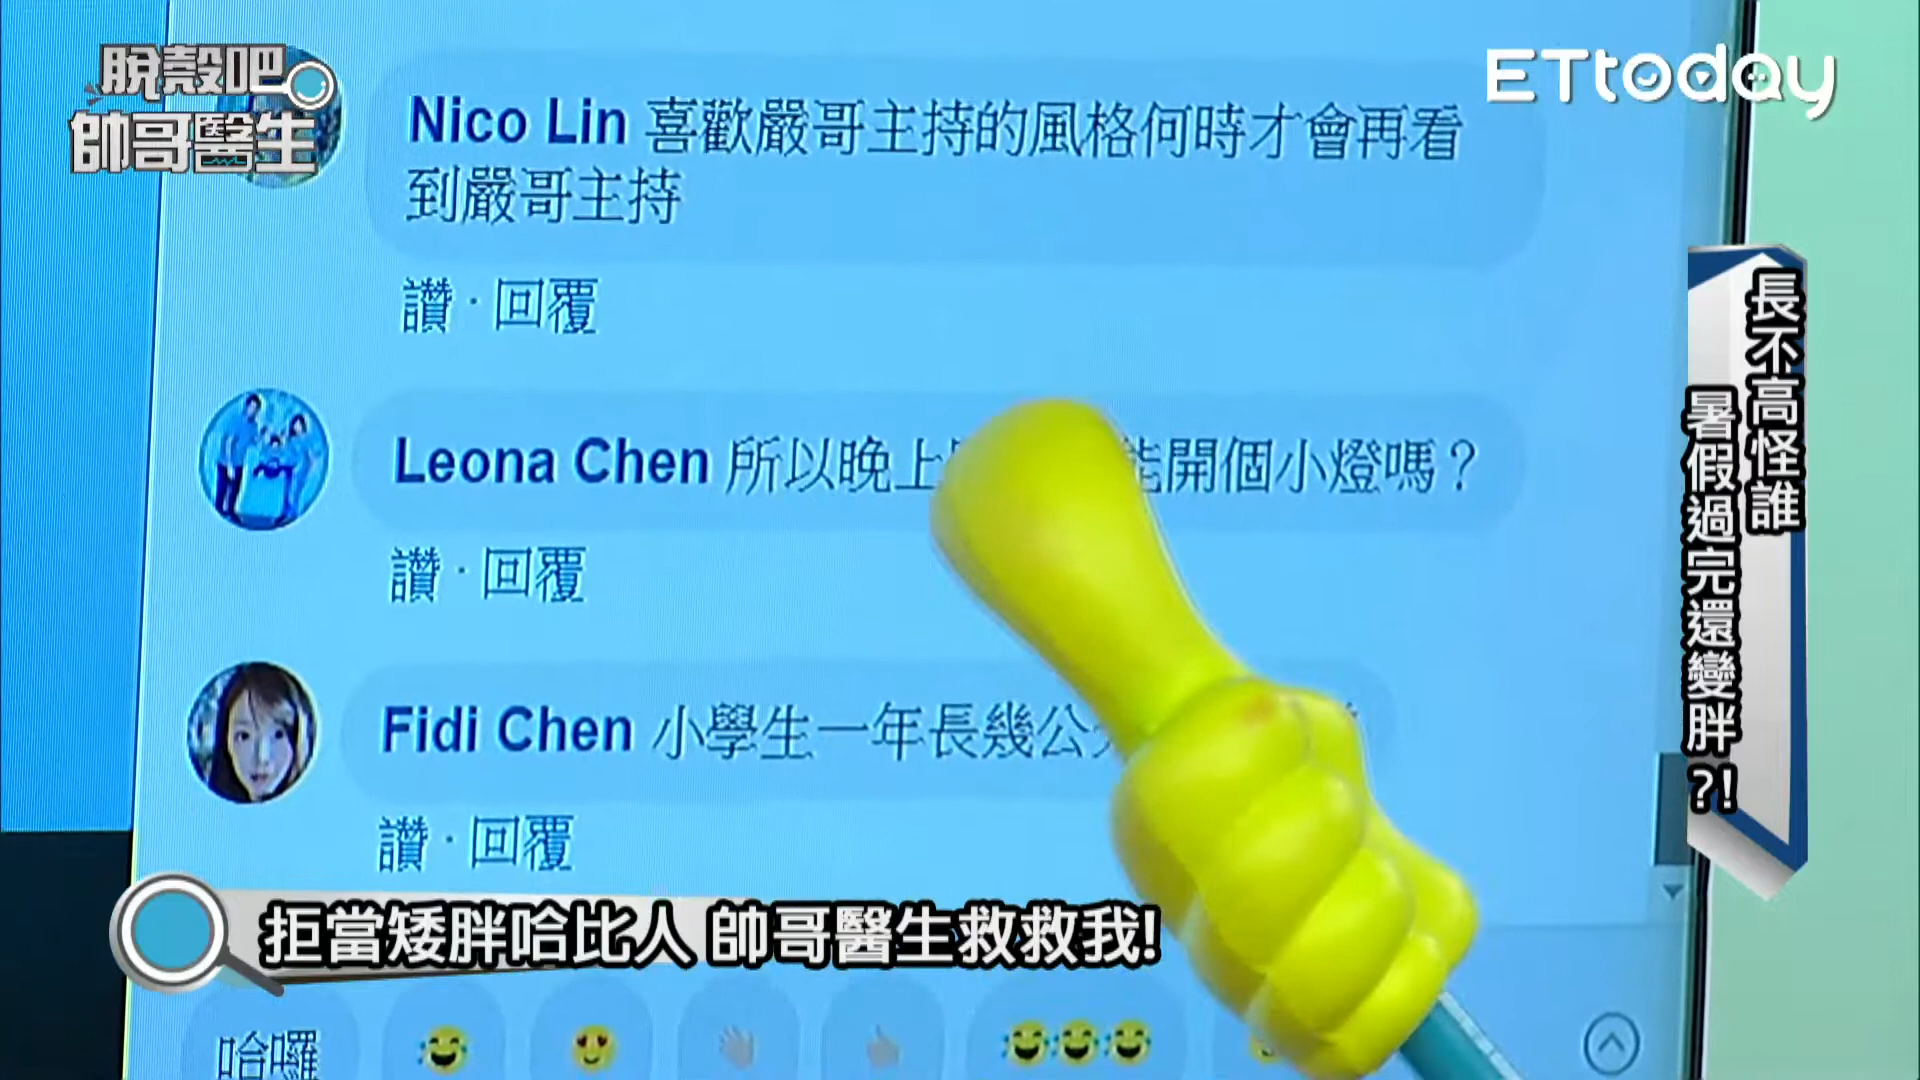 脫殼吧
帥哥醫生
ETtoday
Nico Lin 喜歡嚴哥主持的風格何時才會再看
到嚴哥主持
讚·回覆
Leona Chen 所以晚上 能開個小燈嗎？
讚·回覆
Fidi Chen 小學生一年長幾公
讚·回覆
長不高怪誰
暑假過完還變胖?!
拒當矮胖哈比人 帥哥醫生救救我!
哈囉